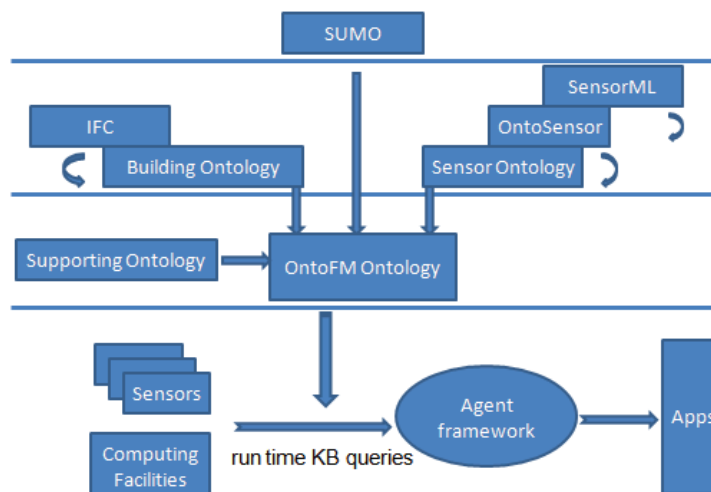 SUMO
SensorML
IFC
OntoSensor
Building Ontology
Sensor Ontology
Supporting Ontology
OntoFM Ontology
Sensors
Agent
framework
Apps
Computing
Facilities
run time KB queries